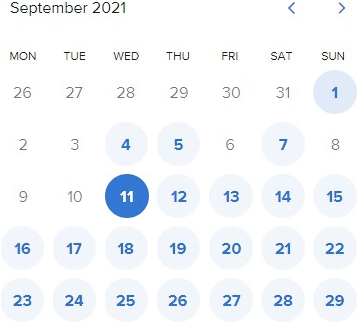 September 2021
MON TUE WED THU FRI SAT SUN
26 27 28 29 30 31 1
2 3 4 5 6 7 8
9 10 11 12 13 14 15
16 17 18 19 20 21 22
23 24 25 26 27 28 29